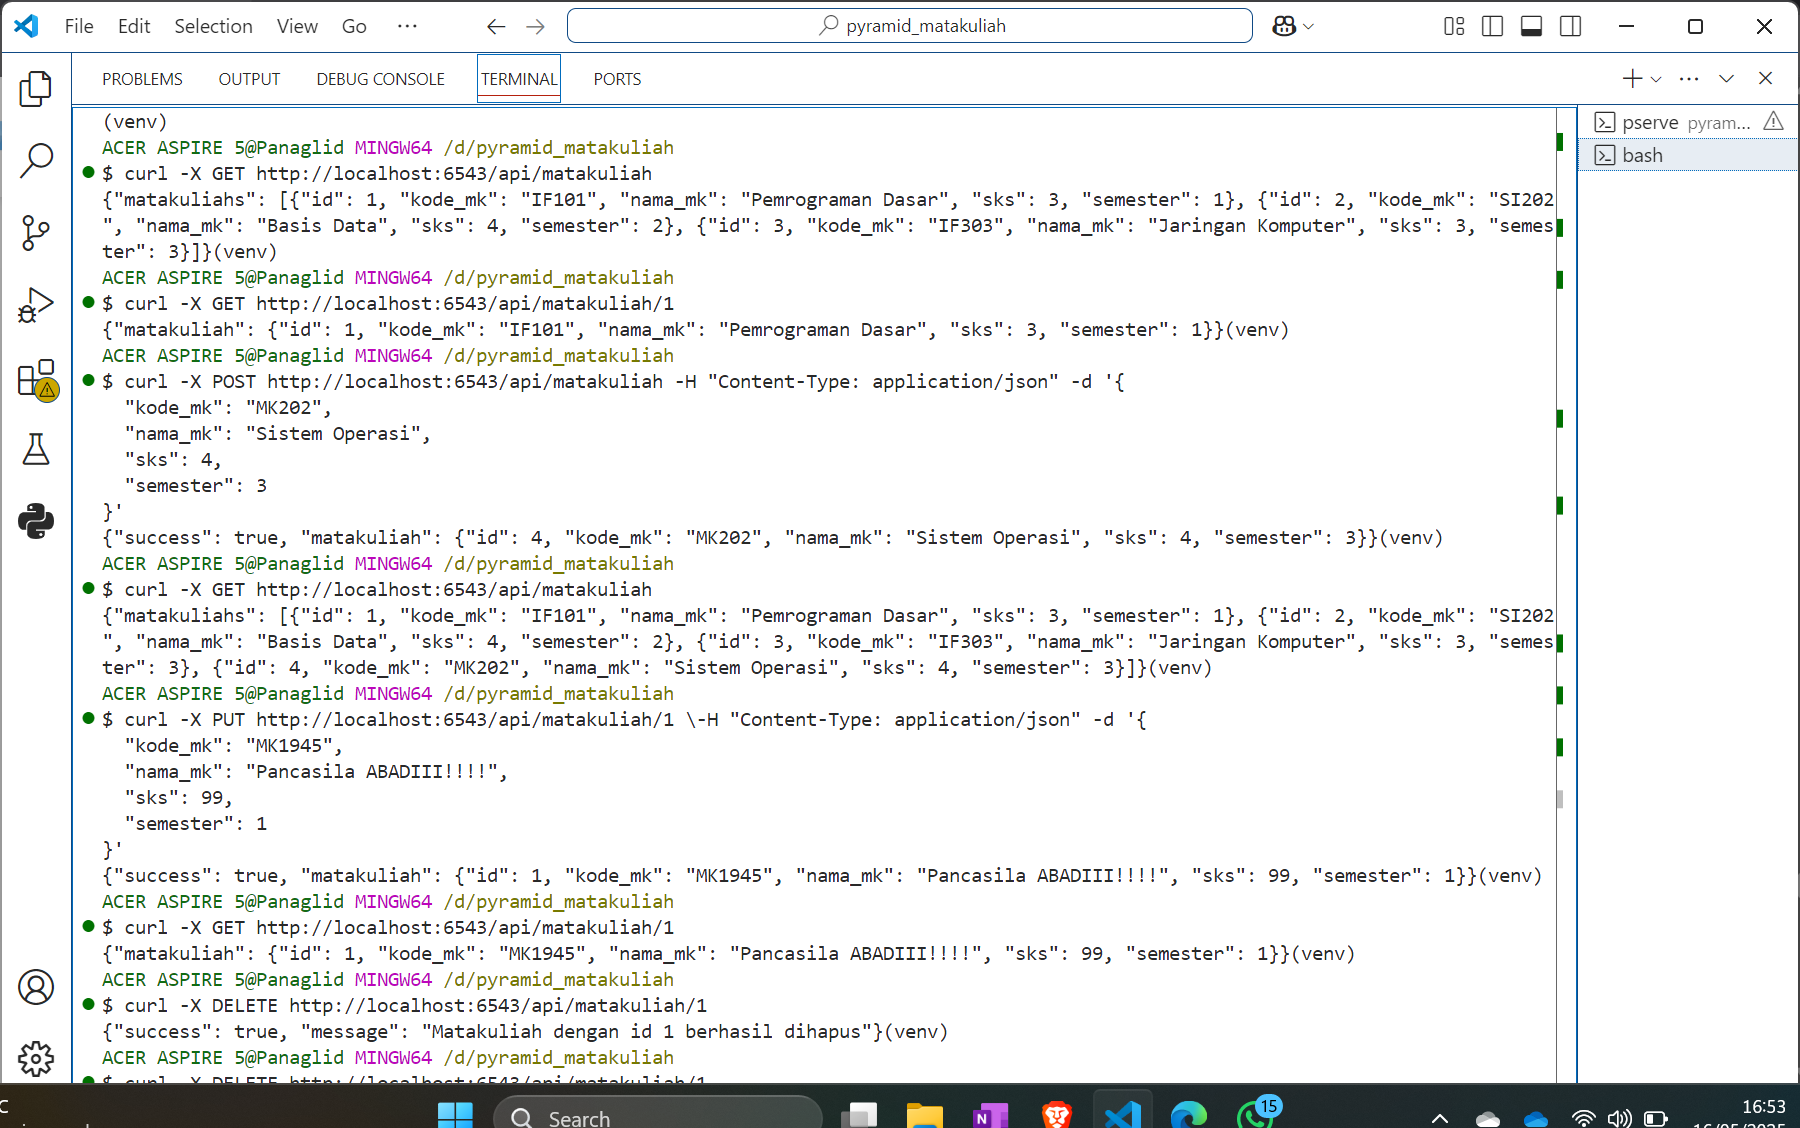 File Edit Selection View Go ··· pyramid_matakuliah
PROBLEMS OUTPUT DEBUG CONSOLE TERMINAL PORTS
pserve pyram...
bash
(venv)
ACER ASPIRE 5@Panaglid MINGW64 /d/pyramid_matakuliah
$ curl -X GET http://localhost:6543/api/matakuliah
{"matakuliahs": [{"id": 1, "kode_mk": "IF101", "nama_mk": "Pemrograman Dasar", "sks": 3, "semester": 1}, {"id": 2, "kode_mk": "SI202
", "nama_mk": "Basis Data", "sks": 4, "semester": 2}, {"id": 3, "kode_mk": "IF303", "nama_mk": "Jaringan Komputer", "sks": 3, "semes
ter": 3}]}(venv)
ACER ASPIRE 5@Panaglid MINGW64 /d/pyramid_matakuliah
$ curl -X GET http://localhost:6543/api/matakuliah/1
{"matakuliah": {"id": 1, "kode_mk": "IF101", "nama_mk": "Pemrograman Dasar", "sks": 3, "semester": 1}}(venv)
ACER ASPIRE 5@Panaglid MINGW64 /d/pyramid_matakuliah
$ curl -X POST http://localhost:6543/api/matakuliah -H "Content-Type: application/json" -d '{
"kode_mk": "MK202",
"nama_mk": "Sistem Operasi",
"sks": 4,
"semester": 3
}'
{"success": true, "matakuliah": {"id": 4, "kode_mk": "MK202", "nama_mk": "Sistem Operasi", "sks": 4, "semester": 3}}(venv)
ACER ASPIRE 5@Panaglid MINGW64 /d/pyramid_matakuliah
$ curl -X GET http://localhost:6543/api/matakuliah
{"matakuliahs": [{"id": 1, "kode_mk": "IF101", "nama_mk": "Pemrograman Dasar", "sks": 3, "semester": 1}, {"id": 2, "kode_mk": "SI202
", "nama_mk": "Basis Data", "sks": 4, "semester": 2}, {"id": 3, "kode_mk": "IF303", "nama_mk": "Jaringan Komputer", "sks": 3, "semes
ter": 3}, {"id": 4, "kode_mk": "MK202", "nama_mk": "Sistem Operasi", "sks": 4, "semester": 3}]}(venv)
ACER ASPIRE 5@Panaglid MINGW64 /d/pyramid_matakuliah
$ curl -X PUT http://localhost:6543/api/matakuliah/1 \-H "Content-Type: application/json" -d '{
"kode_mk": "MK1945",
"nama_mk": "Pancasila ABADIII!!!!",
"sks": 99,
"semester": 1
}'
{"success": true, "matakuliah": {"id": 1, "kode_mk": "MK1945", "nama_mk": "Pancasila ABADIII!!!!", "sks": 99, "semester": 1}}(venv)
ACER ASPIRE 5@Panaglid MINGW64 /d/pyramid_matakuliah
$ curl -X GET http://localhost:6543/api/matakuliah/1
{"matakuliah": {"id": 1, "kode_mk": "MK1945", "nama_mk": "Pancasila ABADIII!!!!", "sks": 99, "semester": 1}}(venv)
ACER ASPIRE 5@Panaglid MINGW64 /d/pyramid_matakuliah
$ curl -X DELETE http://localhost:6543/api/matakuliah/1
{"success": true, "message": "Matakuliah dengan id 1 berhasil dihapus"}(venv)
ACER ASPIRE 5@Panaglid MINGW64 /d/pyramid_matakuliah
$ curl -X DELETE http://localhost:6543/api/matakuliah/1
C
Search
15
16:53
16/05/2025